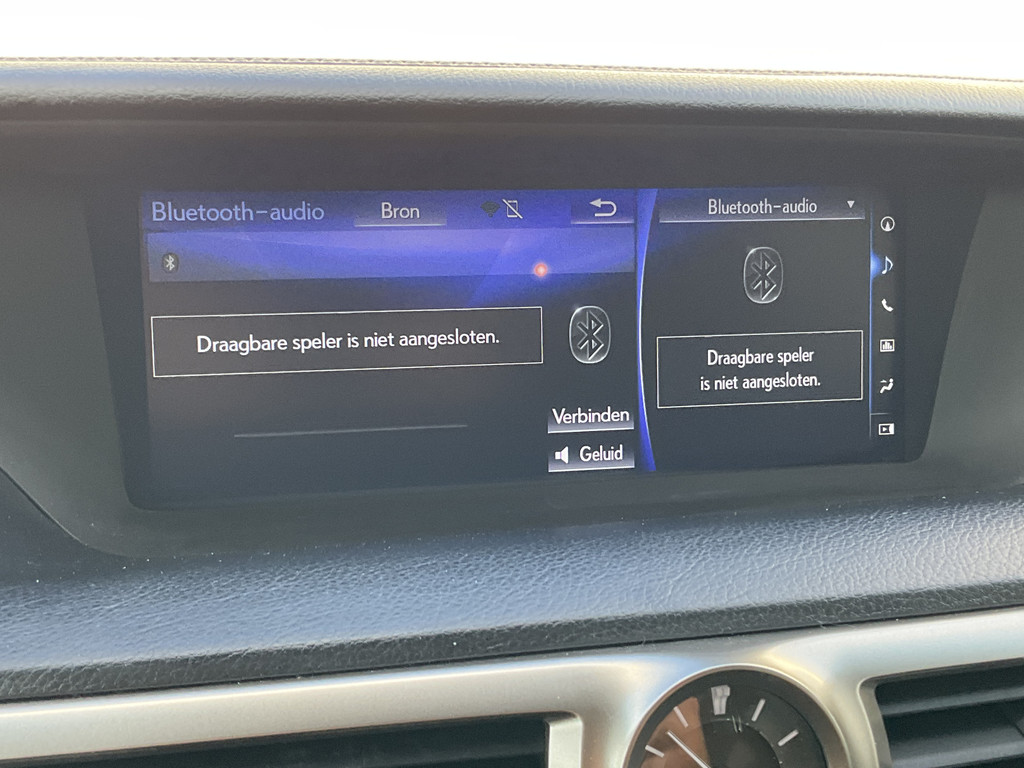 Bluetooth-audio
Bron
Draagbare speler is niet aangesloten.
Verbinden
Geluid
Bluetooth-audio
Draagbare speler
is niet aangesloten.